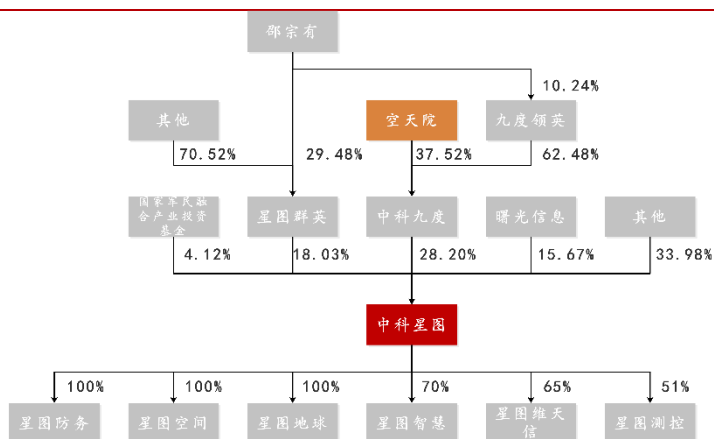 邵宗有
10.24%
其他
空天院
九度领英
70.52%
29.48%
37.52%
62.48%
国家军民融
合产业投资
基金
星图群英
中科九度
曙光信息
其他
4.12%
18.03%
28.20%
15.67%
33.98%
中科星图
100%
100%
100%
70%
65%
51%
星图防务
星图空间
星图地球
星图智慧
星图维天
信
星图测控